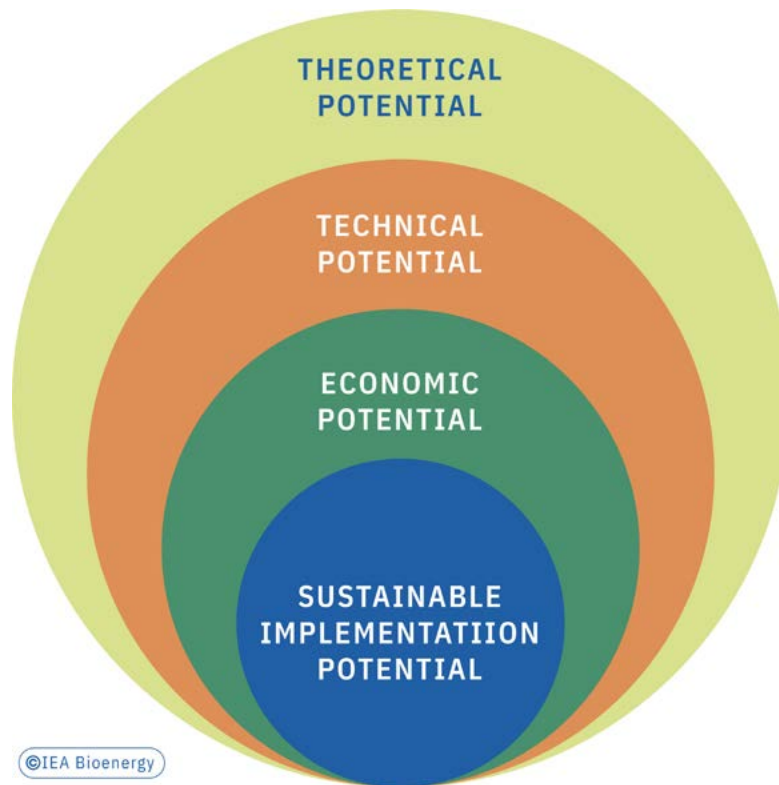 THEORETICAL
POTENTIAL
TECHNICAL
POTENTIAL
ECONOMIC
POTENTIAL
SUSTAINABLE
IMPLEMENTATIION
POTENTIAL
©IEA Bioenergy